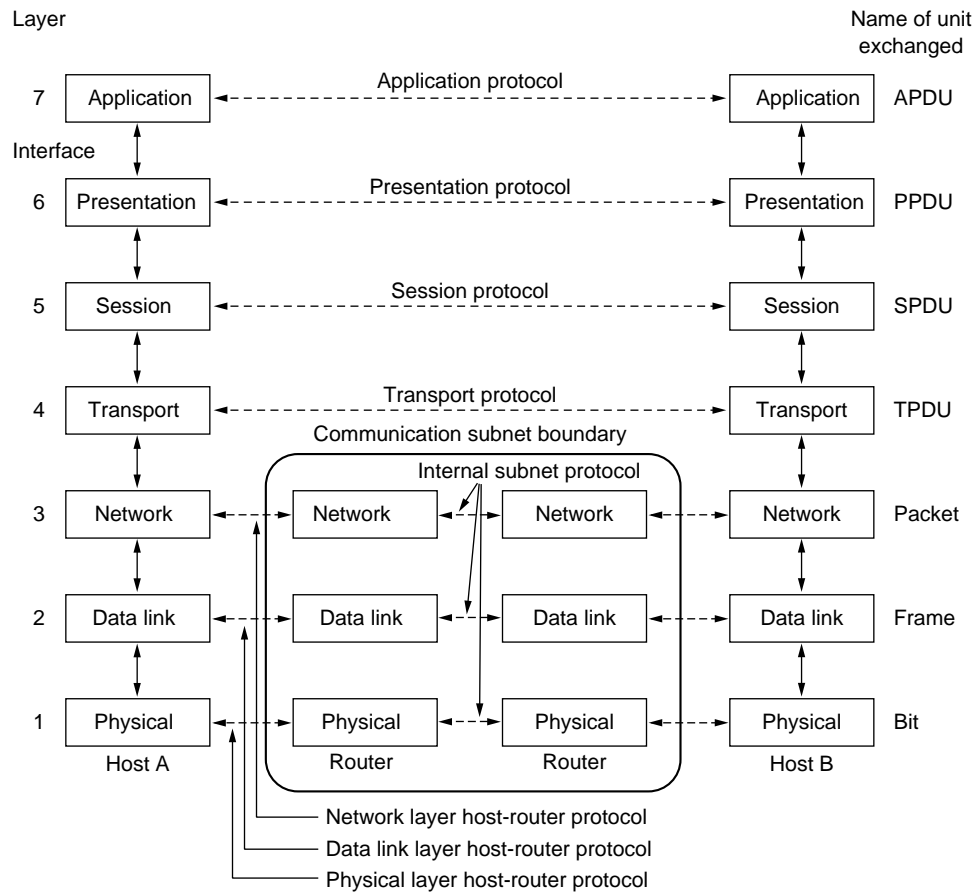 Layer
Name of unit
exchanged
Application protocol
7 Application Application APDU
Interface
Presentation protocol
6 Presentation Presentation PPDU
Session protocol
5 Session Session SPDU
Transport protocol
4 Transport Transport TPDU
Communication subnet boundary
Internal subnet protocol
3 Network Network Network Network Packet
2 Data link Data link Data link Data link Frame
1 Physical Physical Physical Physical Bit
Host A Router Router Host B
Network layer host-router protocol
Data link layer host-router protocol
Physical layer host-router protocol